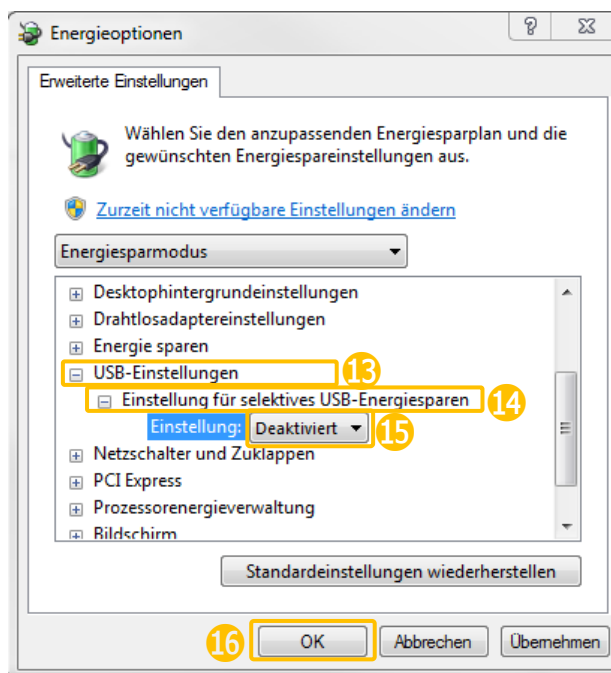 Energieoptionen
Erweiterte Einstellungen
Wählen Sie den anzupassenden Energiesparplan und die
gewünschten Energiespareinstellungen aus.
Zurzeit nicht verfügbare Einstellungen ändern
Energiesparmodus
Desktophintergrundeinstellungen
Drahtlosadaptereinstellungen
Energie sparen
USB-Einstellungen 13
Einstellung für selektives USB-Energiesparen 14
Einstellung: Deaktiviert 15
Netzschalter und Zuklappen
PCI Express
Prozessorenergieverwaltung
Bildschirm
Standardeinstellungen wiederherstellen
16 OK Abbrechen Übernehmen